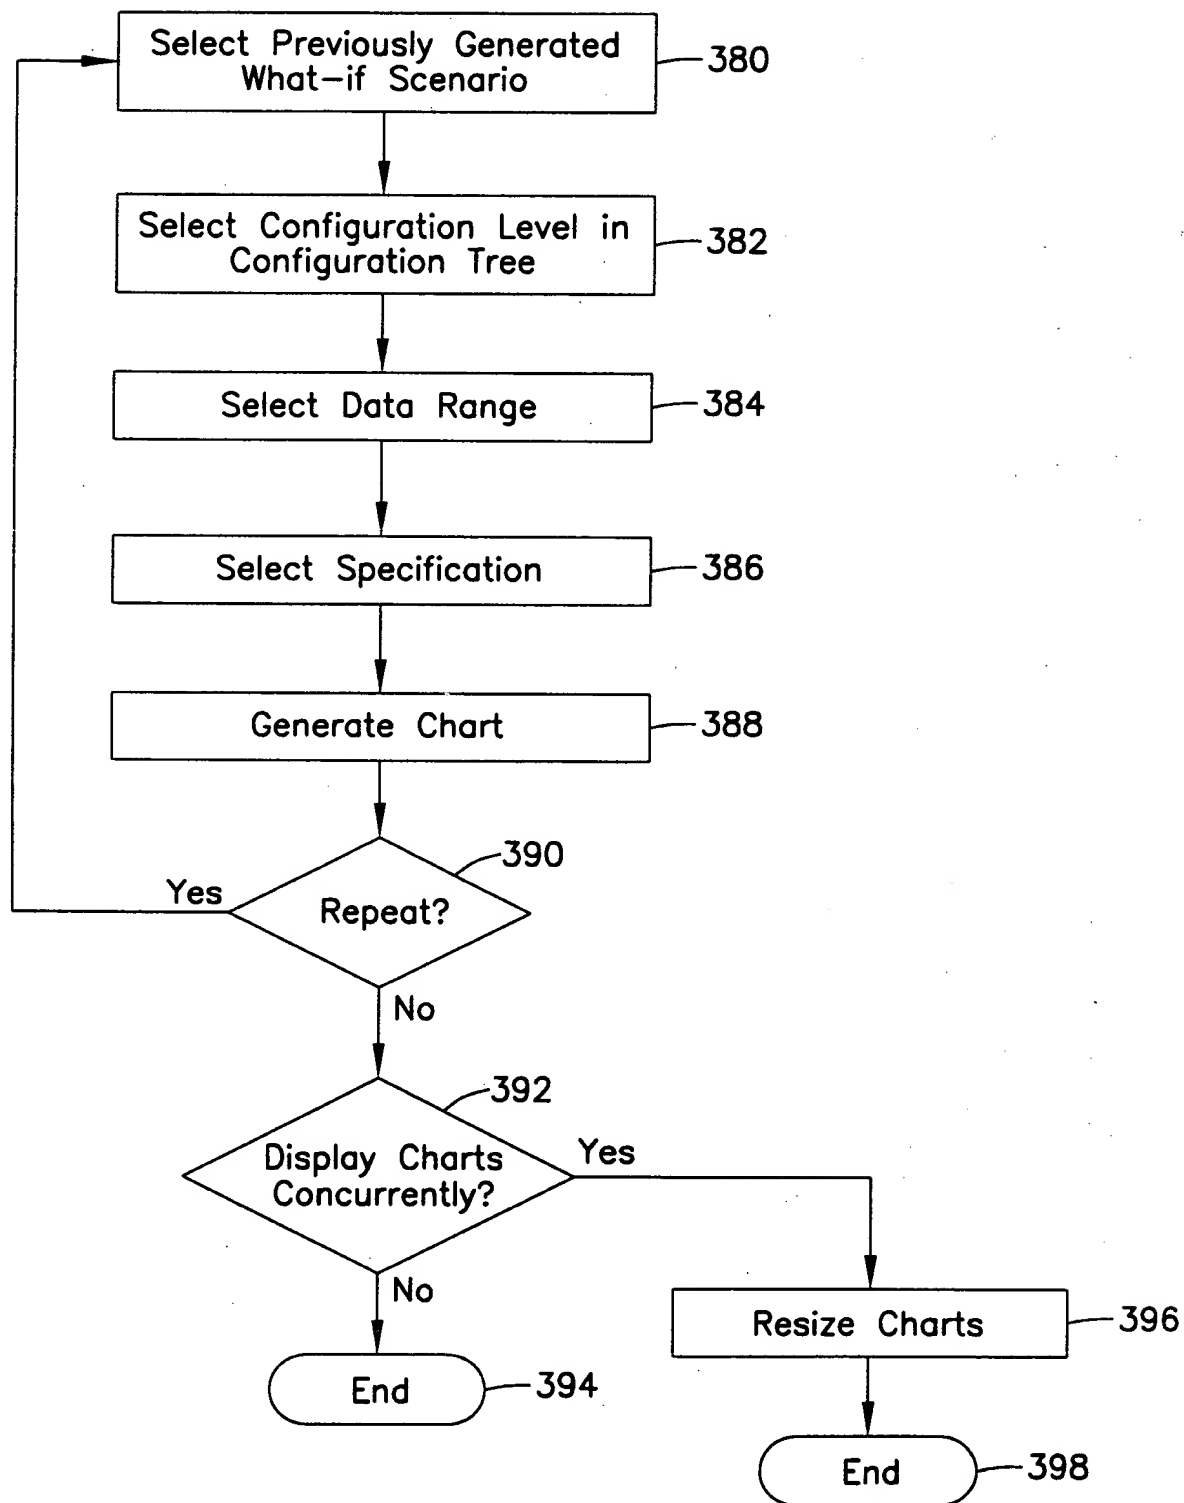 Select Previously Generated
What-if Scenario
380
Select Configuration Level in
Configuration Tree
382
Select Data Range
384
Select Specification
386
Generate Chart
388
390
Yes
Repeat?
No
392
Display Charts
Concurrently?
Yes
No
Resize Charts
396
End
394
End
398